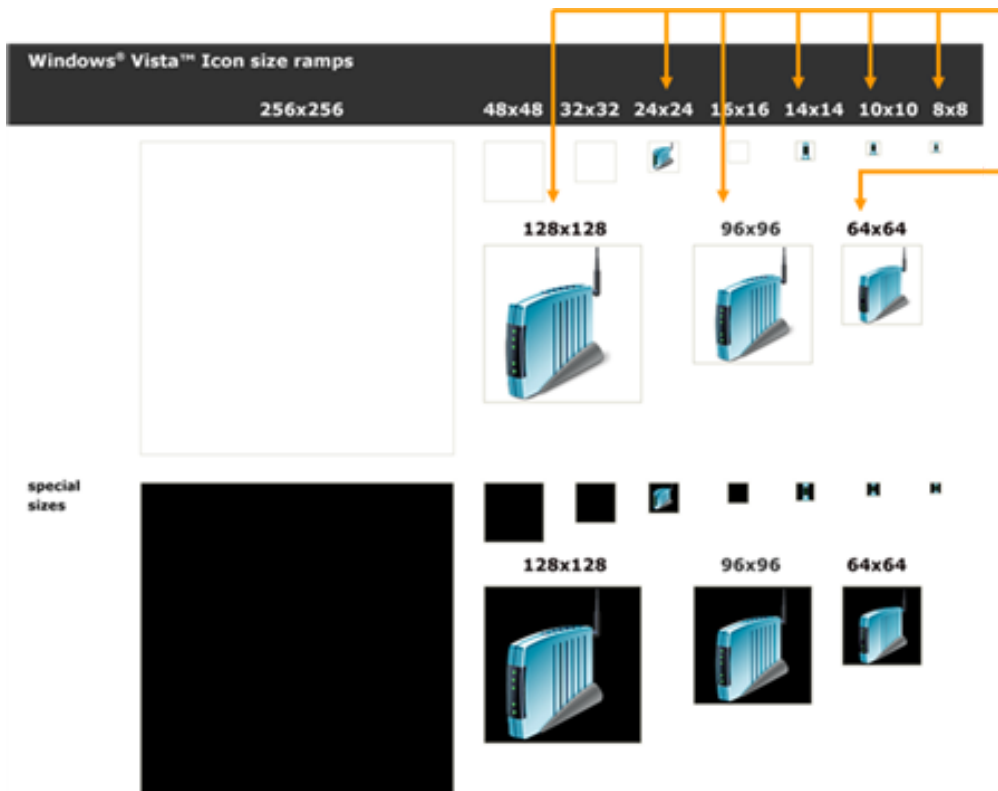 Windows® Vista™ Icon size ramps
256x256 48x48 32x32 24x24 16x16 14x14 10x10 8x8
128x128 96x96 64x64
special
sizes
128x128 96x96 64x64